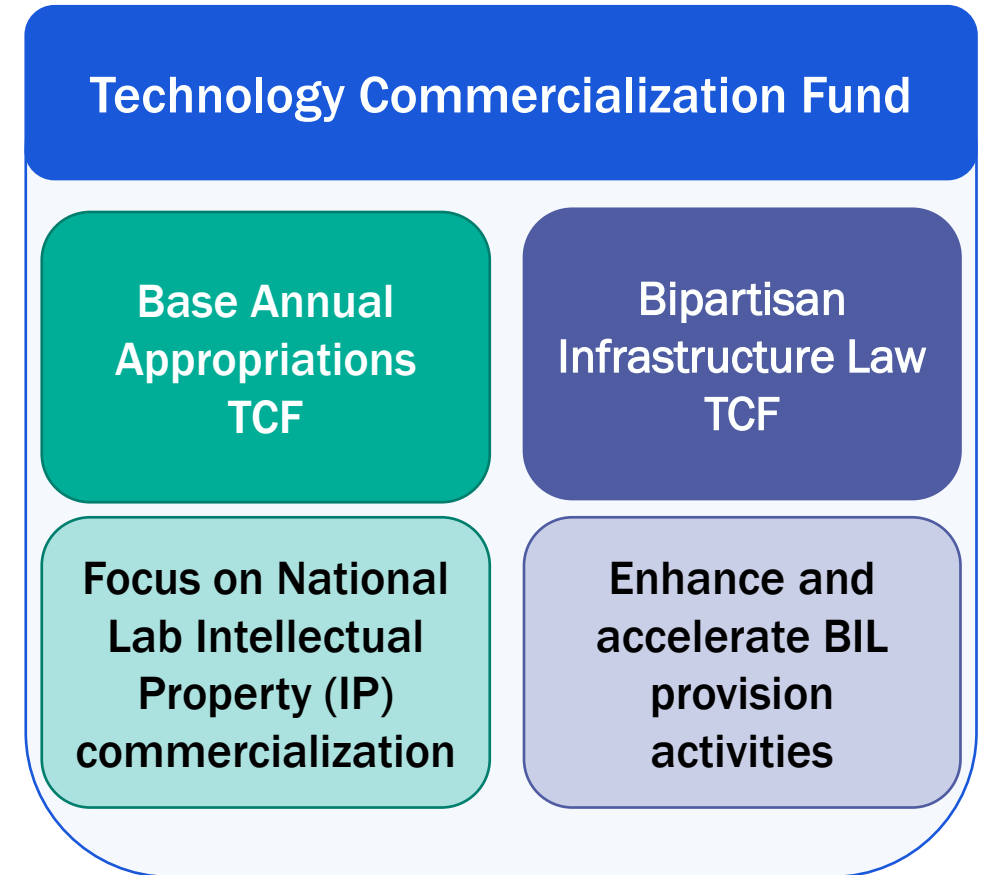 Technology Commercialization Fund
Base Annual
Appropriations
TCF
Bipartisan
Infrastructure Law
TCF
Focus on National
Lab Intellectual
Property (IP)
commercialization
Enhance and
accelerate BIL
provision
activities